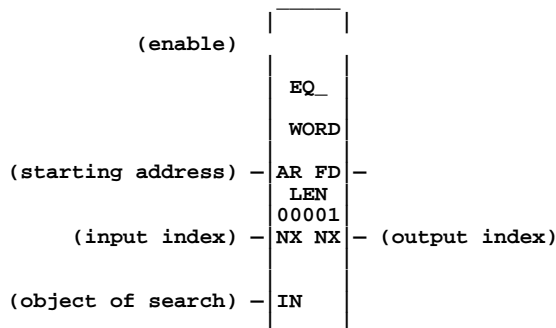 (enable)
EQ_
WORD
(starting address) – AR FD –
LEN
00001
(input index) – NX NX – (output index)
(object of search) – IN